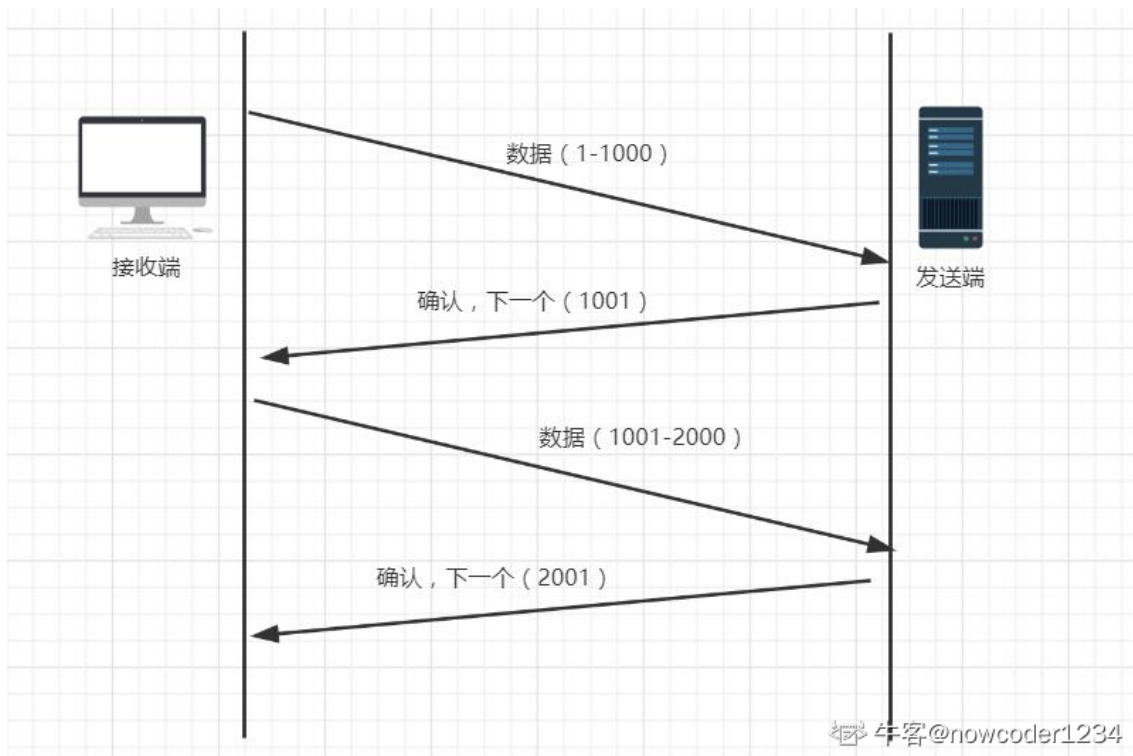 数据（1-1000）
接收端
发送端
确认，下一个（1001）
数据（1001-2000）
确认，下一个（2001）
牛客@nowcoder1234